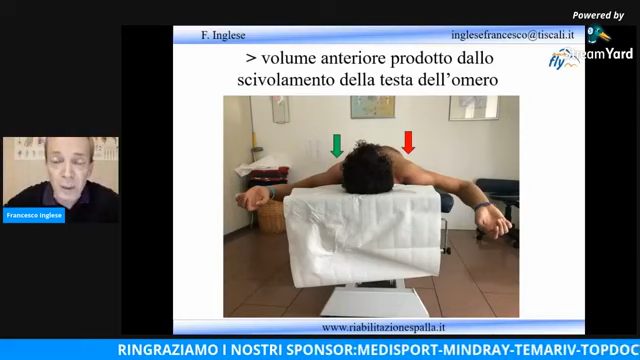 Powered by
StreamYard
F. Inglese
inglesefrancesco@tiscali.it
> volume anteriore prodotto dallo
scivolamento della testa dell'omero
fly
Francesco Inglese
www.riabilitazionespalla.it
RINGRAZIAMO I NOSTRI SPONSOR:MEDISPORT-MINDRAY-TEMARIV-TOPDOC